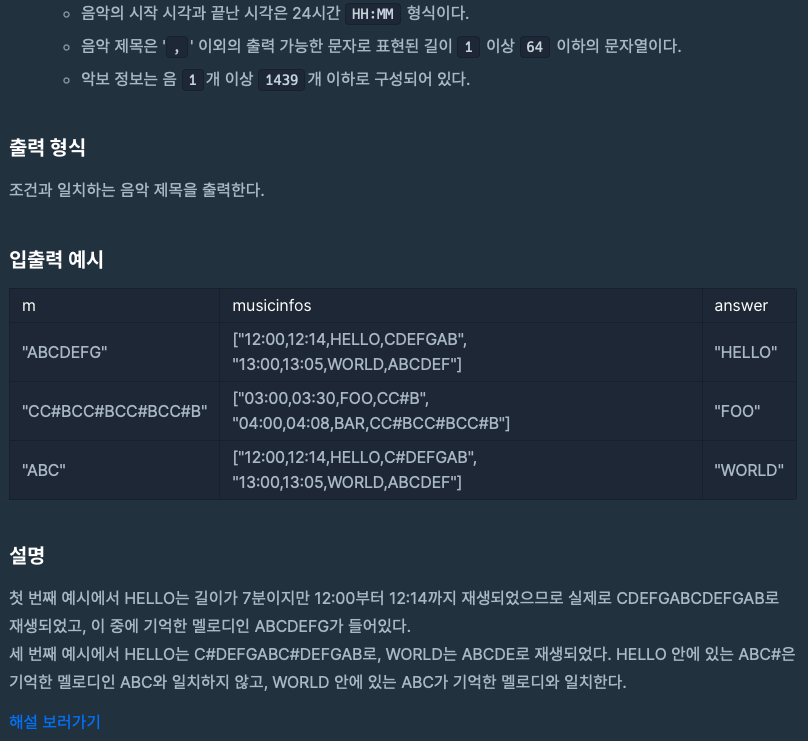 음악의 시작 시각과 끝난 시각은 24시간 HH:MM 형식이다.
음악 제목은 ',' 이외의 출력 가능한 문자로 표현된 길이 1 이상 64 이하의 문자열이다.
악보 정보는 음 1개 이상 1439개 이하로 구성되어 있다.
출력 형식
조건과 일치하는 음악 제목을 출력한다.
입출력 예시
m musicinfos answer
"ABCDEFG" ["12:00,12:14,HELLO,CDEFGAB", "HELLO"
"13:00,13:05,WORLD,ABCDEF"]
"CC#BCC#BCC#BCC#B" ["03:00,03:30,FOO,CC#B", "FOO"
"04:00,04:08,BAR,CC#BCC#BCC#B"]
"ABC" ["12:00,12:14,HELLO,C#DEFGAB", "WORLD"
"13:00,13:05,WORLD,ABCDEF"]
설명
첫 번째 예시에서 HELLO는 길이가 7분이지만 12:00부터 12:14까지 재생되었으므로 실제로 CDEFGABCDEFGAB로
재생되었고, 이 중에 기억한 멜로디인 ABCDEFG가 들어있다.
세 번째 예시에서 HELLO는 C#DEFGABC#DEFGAB로, WORLD는 ABCDE로 재생되었다. HELLO 안에 있는 ABC#은
기억한 멜로디인 ABC와 일치하지 않고, WORLD 안에 있는 ABC가 기억한 멜로디와 일치한다.
해설 보러가기